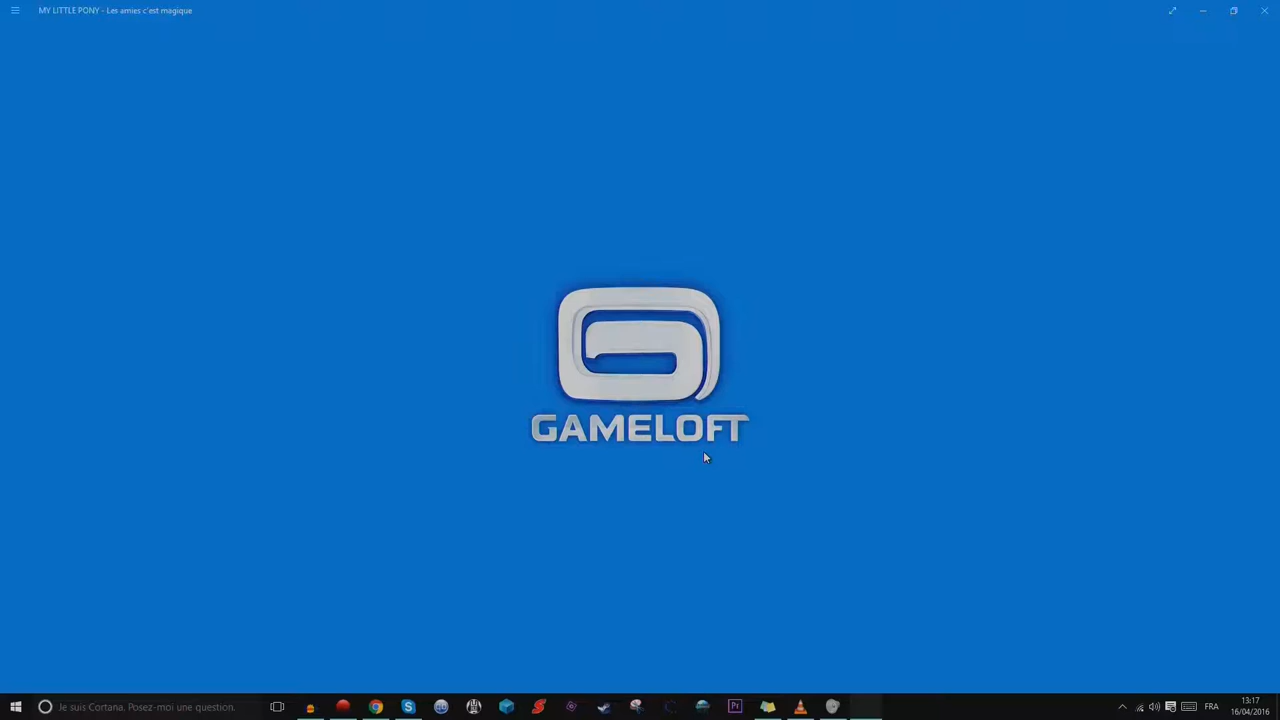 MY LITTLE PONY - Les amies c'est magique
GAMELOFT
Je suis Cortana. Posez-moi une question.
Pr
FRA
13:17
16/04/2016